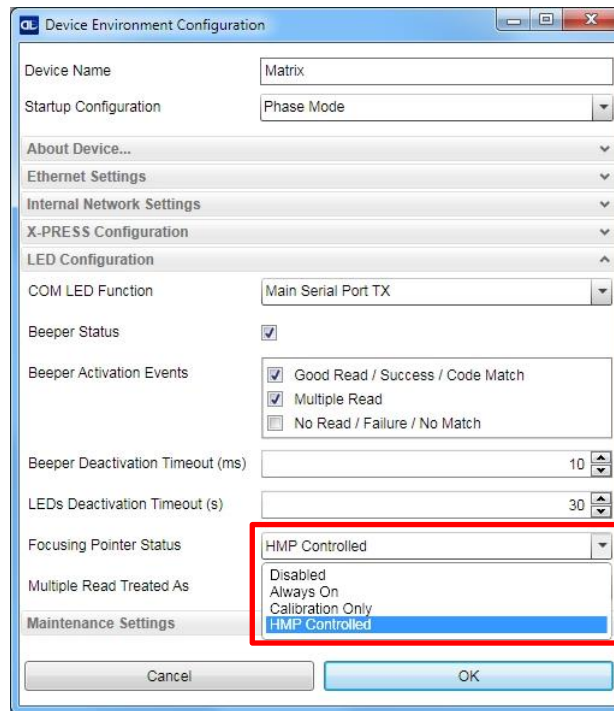 Device Environment Configuration
Device Name Matrix
Startup Configuration Phase Mode
About Device...
Ethernet Settings
Internal Network Settings
X-PRESS Configuration
LED Configuration
COM LED Function Main Serial Port TX
Beeper Status
Beeper Activation Events
Good Read / Success / Code Match
Multiple Read
No Read / Failure / No Match
Beeper Deactivation Timeout (ms) 10
LEDs Deactivation Timeout (s) 30
Focusing Pointer Status HMP Controlled
Disabled
Always On
Multiple Read Treated As
Calibration Only
HMP Controlled
Maintenance Settings
Cancel OK